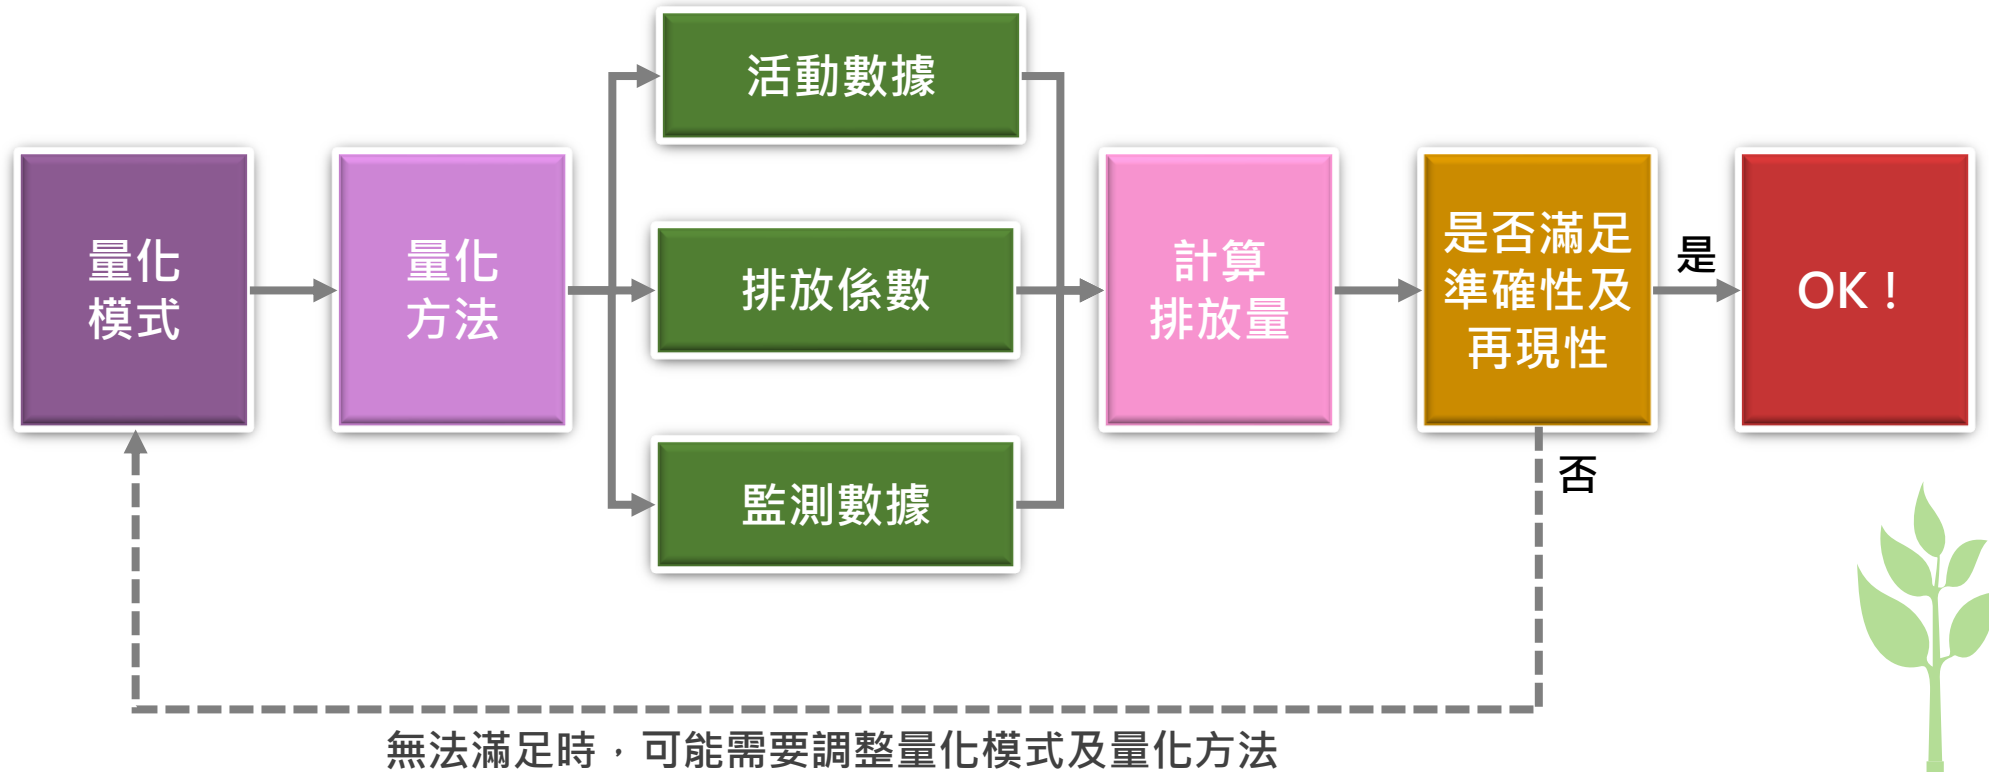 量化
模式
量化
方法
活動數據
排放係數
監測數據
計算
排放量
是否滿足
準確性及
再現性
是
OK！
否
無法滿足時，可能需要調整量化模式及量化方法